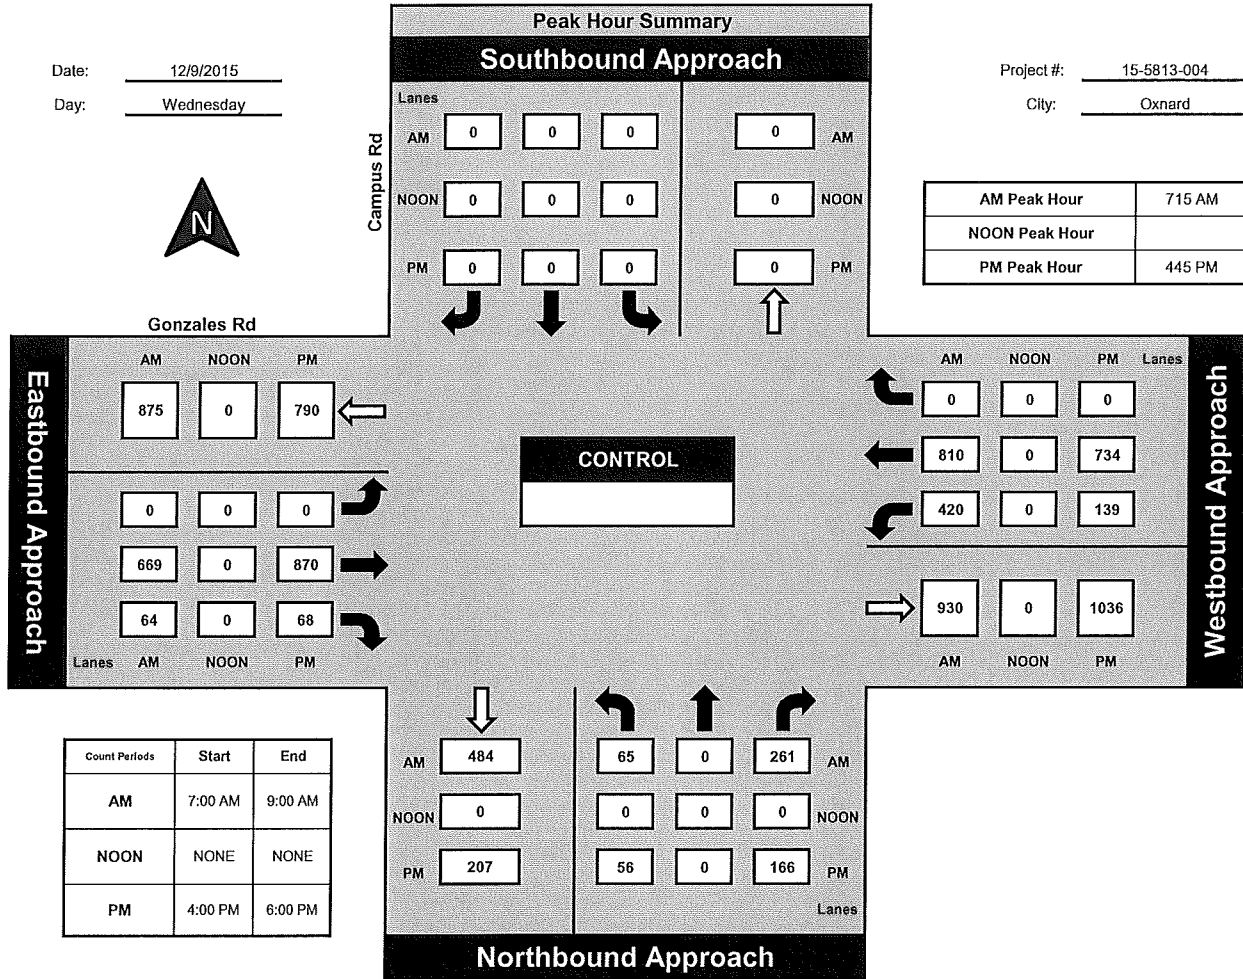 Peak Hour Summary
Southbound Approach
Date: 12/9/2015
Day: Wednesday
Project #: 15-5813-004
City: Oxnard
N
Campus Rd
Lanes
AM 0 0 0 0 AM
NOON 0 0 0 0 NOON
PM 0 0 0 0 PM
AM Peak Hour 715 AM
NOON Peak Hour
PM Peak Hour 445 PM
Gonzales Rd
Eastbound Approach
AM NOON PM
875 0 790
0 0 0
669 0 870
64 0 68
Lanes AM NOON PM
CONTROL
AM NOON PM Lanes
0 0 0
810 0 734
420 0 139
930 0 1036
AM NOON PM
Westbound Approach
Count Periods Start End
AM 7:00 AM 9:00 AM
NOON NONE NONE
PM 4:00 PM 6:00 PM
AM 484 65 0 261 AM
NOON 0 0 0 0 NOON
PM 207 56 0 166 PM
Lanes
Northbound Approach